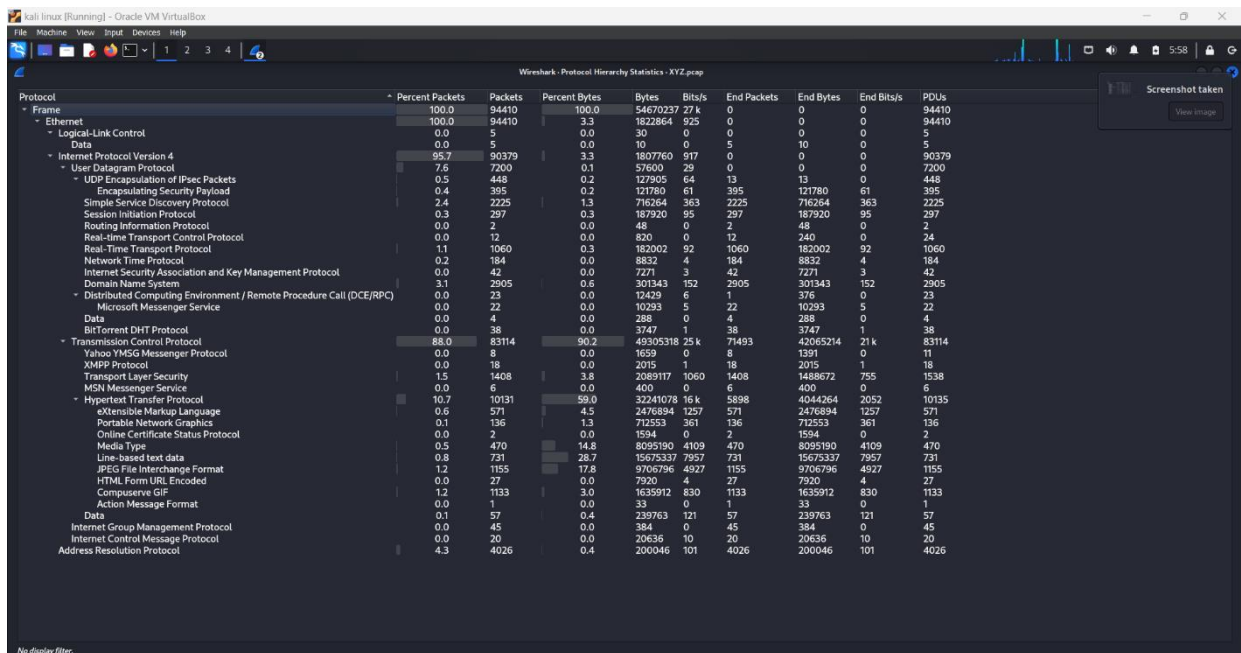 kali linux [Running] - Oracle VM VirtualBox
File Machine View Input Devices Help
1 2 3 4 5:58
Wireshark · Protocol Hierarchy Statistics · XYZ.pcap
Screenshot taken
View image
Protocol Percent Packets Packets Percent Bytes Bytes Bits/s End Packets End Bytes End Bits/s PDUs
Frame 100.0 94410 100.0 54670237 27 k 0 0 0 94410
Ethernet 100.0 94410 3.3 1822864 925 0 0 0 94410
Logical-Link Control 0.0 5 0.0 30 0 0 0 0 5
Data 0.0 5 0.0 10 0 5 10 0 5
Internet Protocol Version 4 95.7 90379 3.3 1807760 917 0 0 0 90379
User Datagram Protocol 7.6 7200 0.1 57600 29 0 0 0 7200
UDP Encapsulation of IPsec Packets 0.5 448 0.2 127905 64 13 13 0 448
Encapsulating Security Payload 0.4 395 0.2 121780 61 395 121780 61 395
Simple Service Discovery Protocol 2.4 2225 1.3 716264 363 2225 716264 363 2225
Session Initiation Protocol 0.3 297 0.3 187920 95 297 187920 95 297
Routing Information Protocol 0.0 2 0.0 48 0 2 48 0 2
Real-time Transport Control Protocol 0.0 12 0.0 820 0 12 240 0 24
Real-Time Transport Protocol 1.1 1060 0.3 182002 92 1060 182002 92 1060
Network Time Protocol 0.2 184 0.0 8832 4 184 8832 4 184
Internet Security Association and Key Management Protocol 0.0 42 0.0 7271 3 42 7271 3 42
Domain Name System 3.1 2905 0.6 301343 152 2905 301343 152 2905
Distributed Computing Environment / Remote Procedure Call (DCE/RPC) 0.0 23 0.0 12429 6 1 376 0 23
Microsoft Messenger Service 0.0 22 0.0 10293 5 22 10293 5 22
Data 0.0 4 0.0 288 0 4 288 0 4
BitTorrent DHT Protocol 0.0 38 0.0 3747 1 38 3747 1 38
Transmission Control Protocol 88.0 83114 90.2 49305318 25 k 71493 42065214 21 k 83114
Yahoo YMSG Messenger Protocol 0.0 8 0.0 1659 0 8 1391 0 11
XMPP Protocol 0.0 18 0.0 2015 1 18 2015 1 18
Transport Layer Security 1.5 1408 3.8 2089117 1060 1408 1488672 755 1538
MSN Messenger Service 0.0 6 0.0 400 0 6 400 0 6
Hypertext Transfer Protocol 10.7 10131 59.0 32241078 16 k 5898 4044264 2052 10135
eXtensible Markup Language 0.6 571 4.5 2476894 1257 571 2476894 1257 571
Portable Network Graphics 0.1 136 1.3 712553 361 136 712553 361 136
Online Certificate Status Protocol 0.0 2 0.0 1594 0 2 1594 0 2
Media Type 0.5 470 14.8 8095190 4109 470 8095190 4109 470
Line-based text data 0.8 731 28.7 15675337 7957 731 15675337 7957 731
JPEG File Interchange Format 1.2 1155 17.8 9706796 4927 1155 9706796 4927 1155
HTML Form URL Encoded 0.0 27 0.0 7920 4 27 7920 4 27
Compuserve GIF 1.2 1133 3.0 1635912 830 1133 1635912 830 1133
Action Message Format 0.0 1 0.0 33 0 1 33 0 1
Data 0.1 57 0.4 239763 121 57 239763 121 57
Internet Group Management Protocol 0.0 45 0.0 384 0 45 384 0 45
Internet Control Message Protocol 0.0 20 0.0 20636 10 20 20636 10 20
Address Resolution Protocol 4.3 4026 0.4 200046 101 4026 200046 101 4026
No display filter.